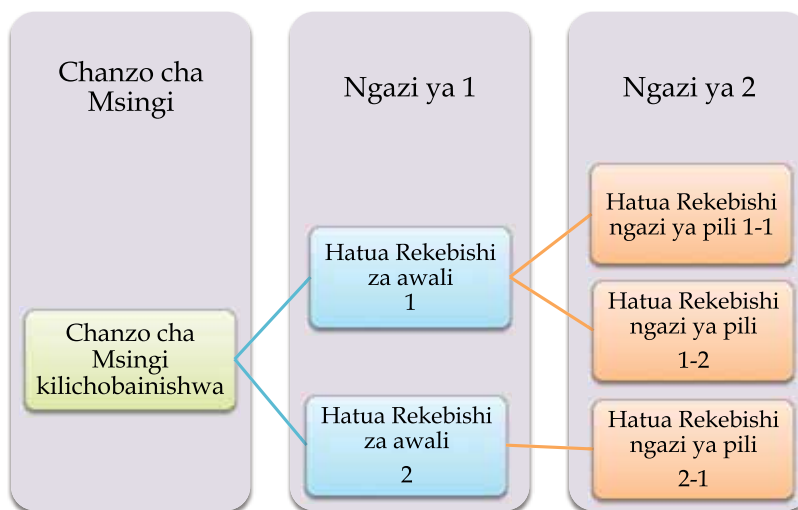 Chanzo cha
Msingi
Ngazi ya 1
Ngazi ya 2
Chanzo cha
Msingi
kilichobainishwa
Hatua Rekebishi
za awali
1
Hatua Rekebishi
za awali
2
Hatua Rekebishi
ngazi ya pili 1-1
Hatua Rekebishi
ngazi ya pili
1-2
Hatua Rekebishi
ngazi ya pili
2-1